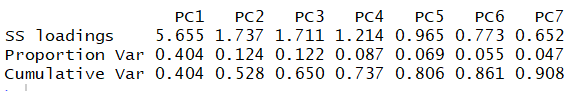 PC1 PC2 PC3 PC4 PC5 PC6 PC7
SS loadings 5.655 1.737 1.711 1.214 0.965 0.773 0.652
Proportion Var 0.404 0.124 0.122 0.087 0.069 0.055 0.047
Cumulative Var 0.404 0.528 0.650 0.737 0.806 0.861 0.908